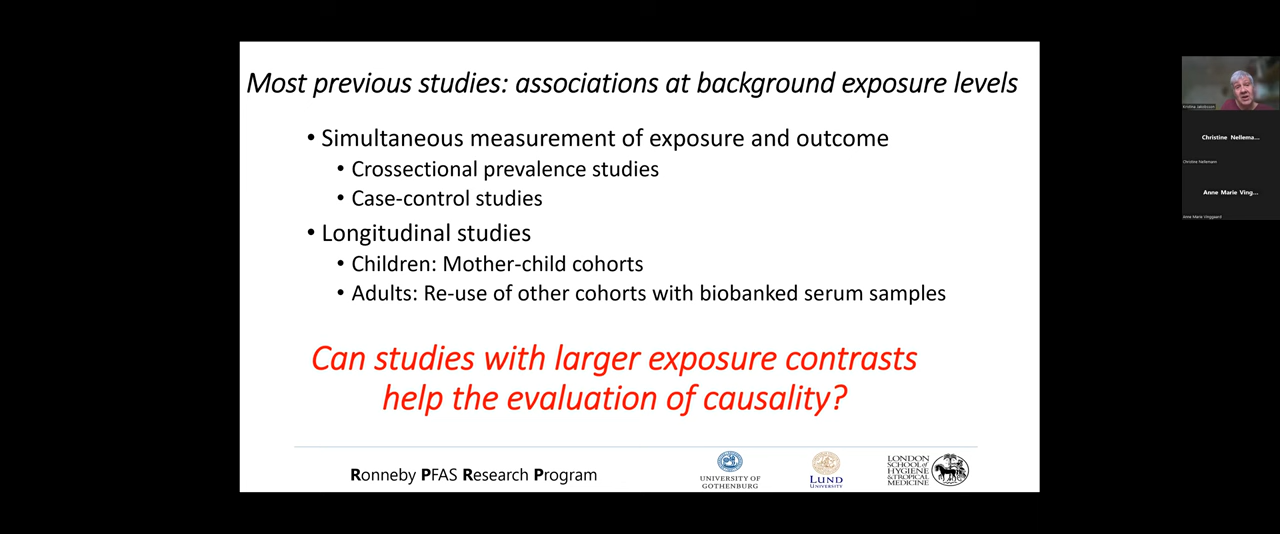 Most previous studies: associations at background exposure levels
• Simultaneous measurement of exposure and outcome
• Crossectional prevalence studies
• Case-control studies
• Longitudinal studies
• Children: Mother-child cohorts
• Adults: Re-use of other cohorts with biobanked serum samples
Can studies with larger exposure contrasts
help the evaluation of causality?
Ronneby PFAS Research Program
UNIVERSITY OF
GOTHENBURG
LUND
UNIVERSITY
LONDON
SCHOOL of
HYGIENE
& TROPICAL
MEDICINE
Kristina Jakobsson
Christine Nellema...
Christine Nellemann
Anne Marie Ving...
Anne Marie Vinggaard